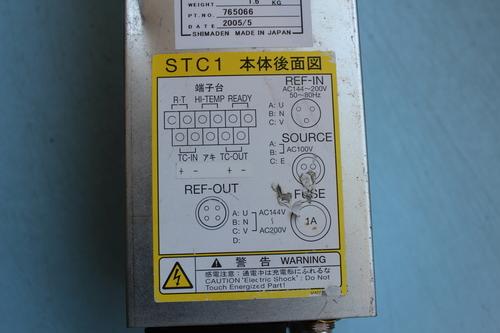 WEIGHT 1.6 KG
PT.NO. 765066
DATE 2005/5
SHIMADEN MADE IN JAPAN
STC1 本体後面図
端子台
R·T HI-TEMP READY
TC-IN アキ TC-OUT
+ - + -
REF-IN
AC144～200V
50～80Hz
A: U
B: N
C: V
SOURCE
A:
B: AC100V
C: E
REF-OUT
A: U
B: N
C: V
D:
AC144V
～
AC200V
FUSE
1A
警告 WARNING
感電注意：通電中は充電部にふれるな
CAUTION "Electric Shock": Do Not
Touch Energized Part!